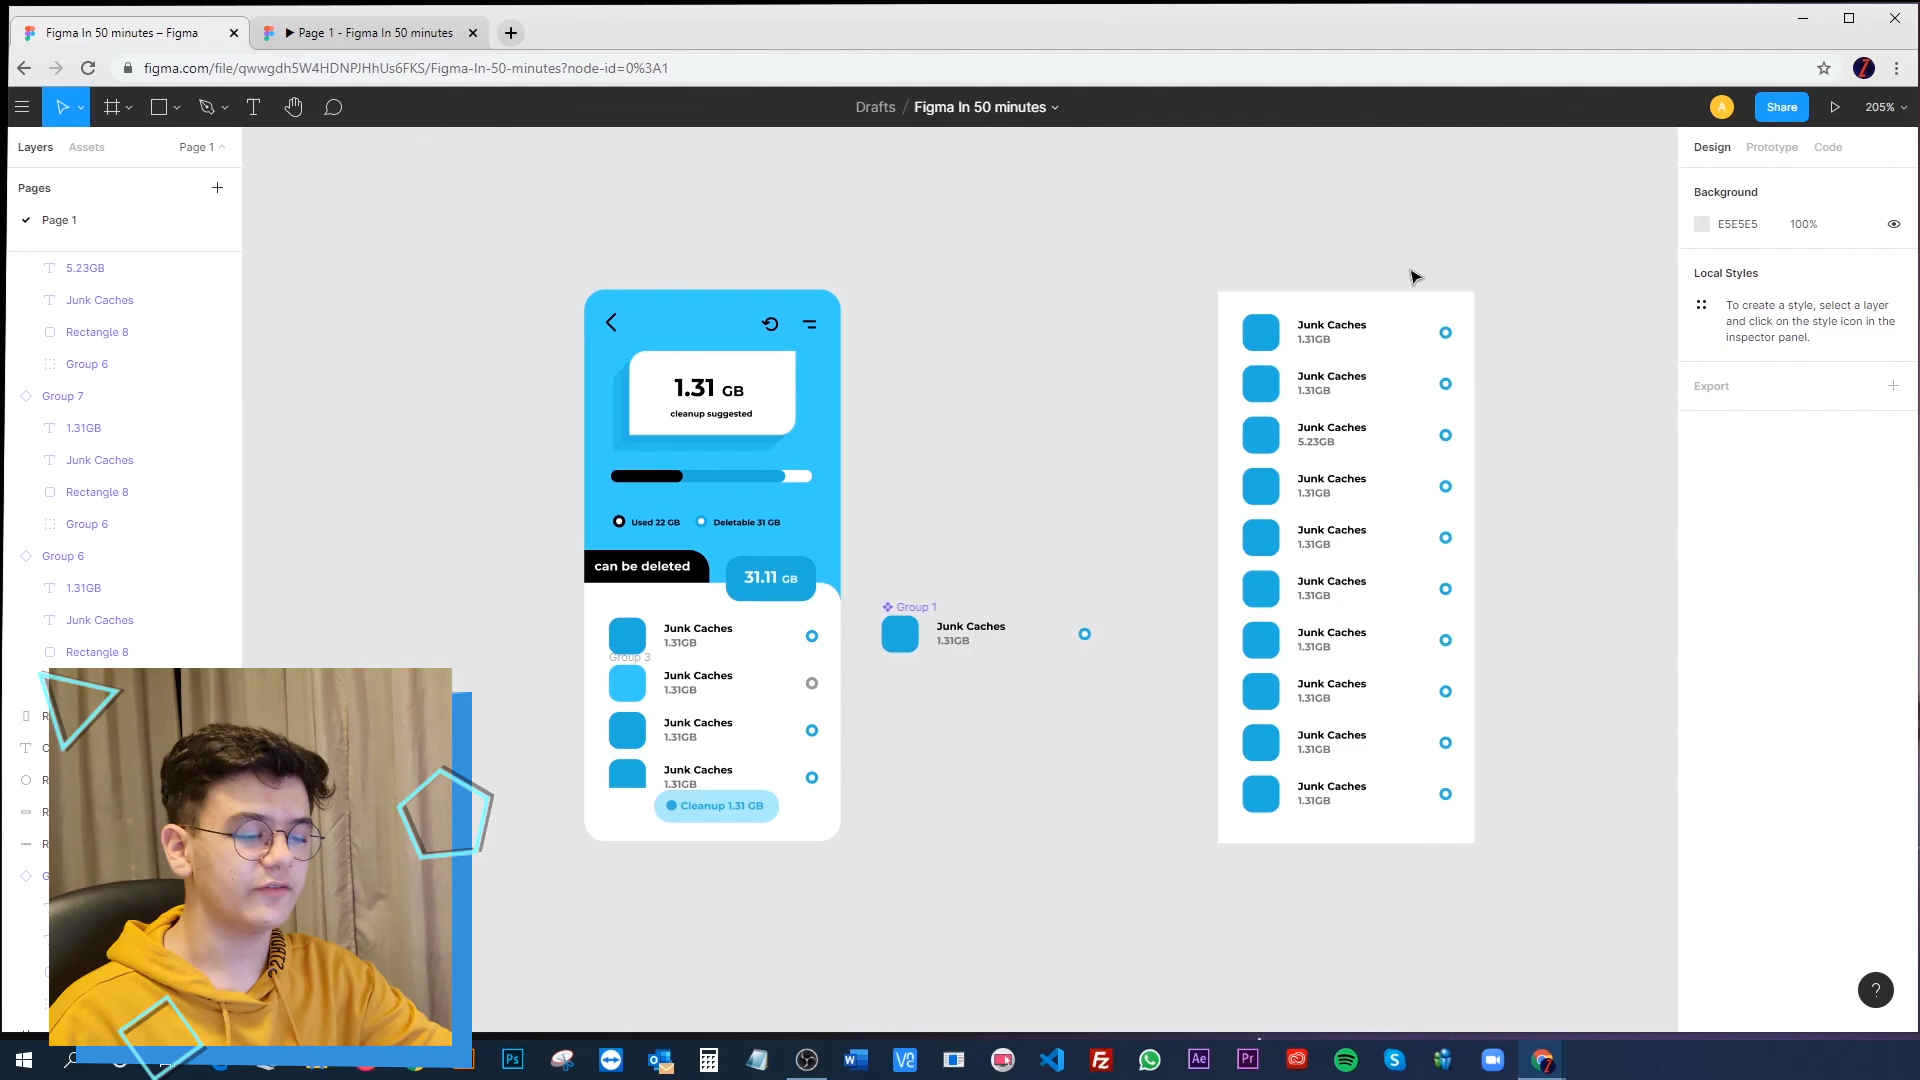 Figma In 50 minutes – Figma
Page 1 - Figma In 50 minutes
figma.com/file/qwwgdh5W4HDNPJHhUs6FKS/Figma-In-50-minutes?node-id=0%3A1
Drafts / Figma In 50 minutes
A
Share
205%
Layers
Assets
Page 1
Pages
Page 1
5.23GB
Junk Caches
Rectangle 8
Group 6
Group 7
1.31GB
Junk Caches
Rectangle 8
Group 6
Group 6
1.31GB
Junk Caches
Rectangle 8
1.31 GB
cleanup suggested
Used 22 GB
Deletable 31 GB
can be deleted
31.11 GB
Junk Caches
1.31GB
Group 3
Junk Caches
1.31GB
Junk Caches
1.31GB
Junk Caches
1.31GB
Cleanup 1.31 GB
Group 1
Junk Caches
1.31GB
Junk Caches
1.31GB
Junk Caches
1.31GB
Junk Caches
5.23GB
Junk Caches
1.31GB
Junk Caches
1.31GB
Junk Caches
1.31GB
Junk Caches
1.31GB
Junk Caches
1.31GB
Junk Caches
1.31GB
Junk Caches
1.31GB
Design
Prototype
Code
Background
E5E5E5
100%
Local Styles
To create a style, select a layer
and click on the style icon in the
inspector panel.
Export
?
Ps
Ae
Pr